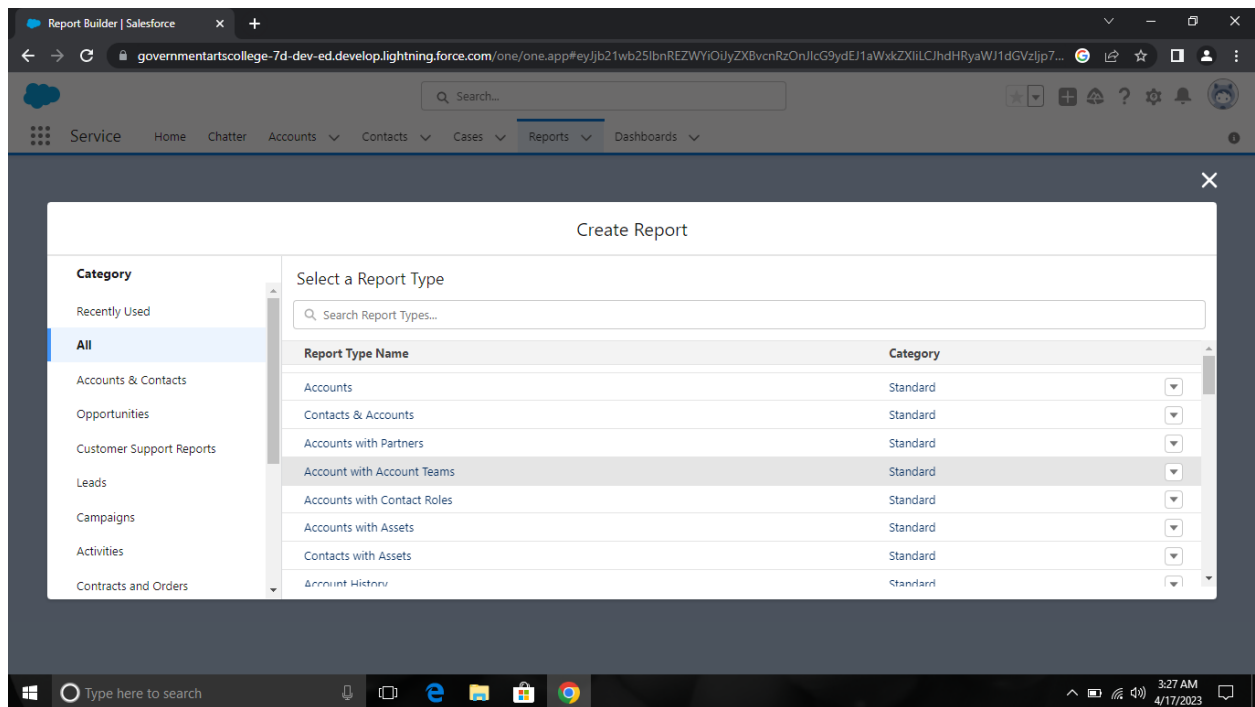 Report Builder | Salesforce
governmentartscollege-7d-dev-ed.develop.lightning.force.com/one/one.app#eyJjb21wb25lbnREZWYiOiJyZXBvcnRzOnJlcG9ydEJ1aWxkZXIiLCJhdHRyaWJ1dGVzIjp7...
Search...
Service Home Chatter Accounts Contacts Cases Reports Dashboards
Create Report
Category
Recently Used
All
Accounts & Contacts
Opportunities
Customer Support Reports
Leads
Campaigns
Activities
Contracts and Orders
Select a Report Type
Search Report Types...
Report Type Name Category
Accounts Standard
Contacts & Accounts Standard
Accounts with Partners Standard
Account with Account Teams Standard
Accounts with Contact Roles Standard
Accounts with Assets Standard
Contacts with Assets Standard
Account History Standard
Type here to search
3:27 AM
4/17/2023